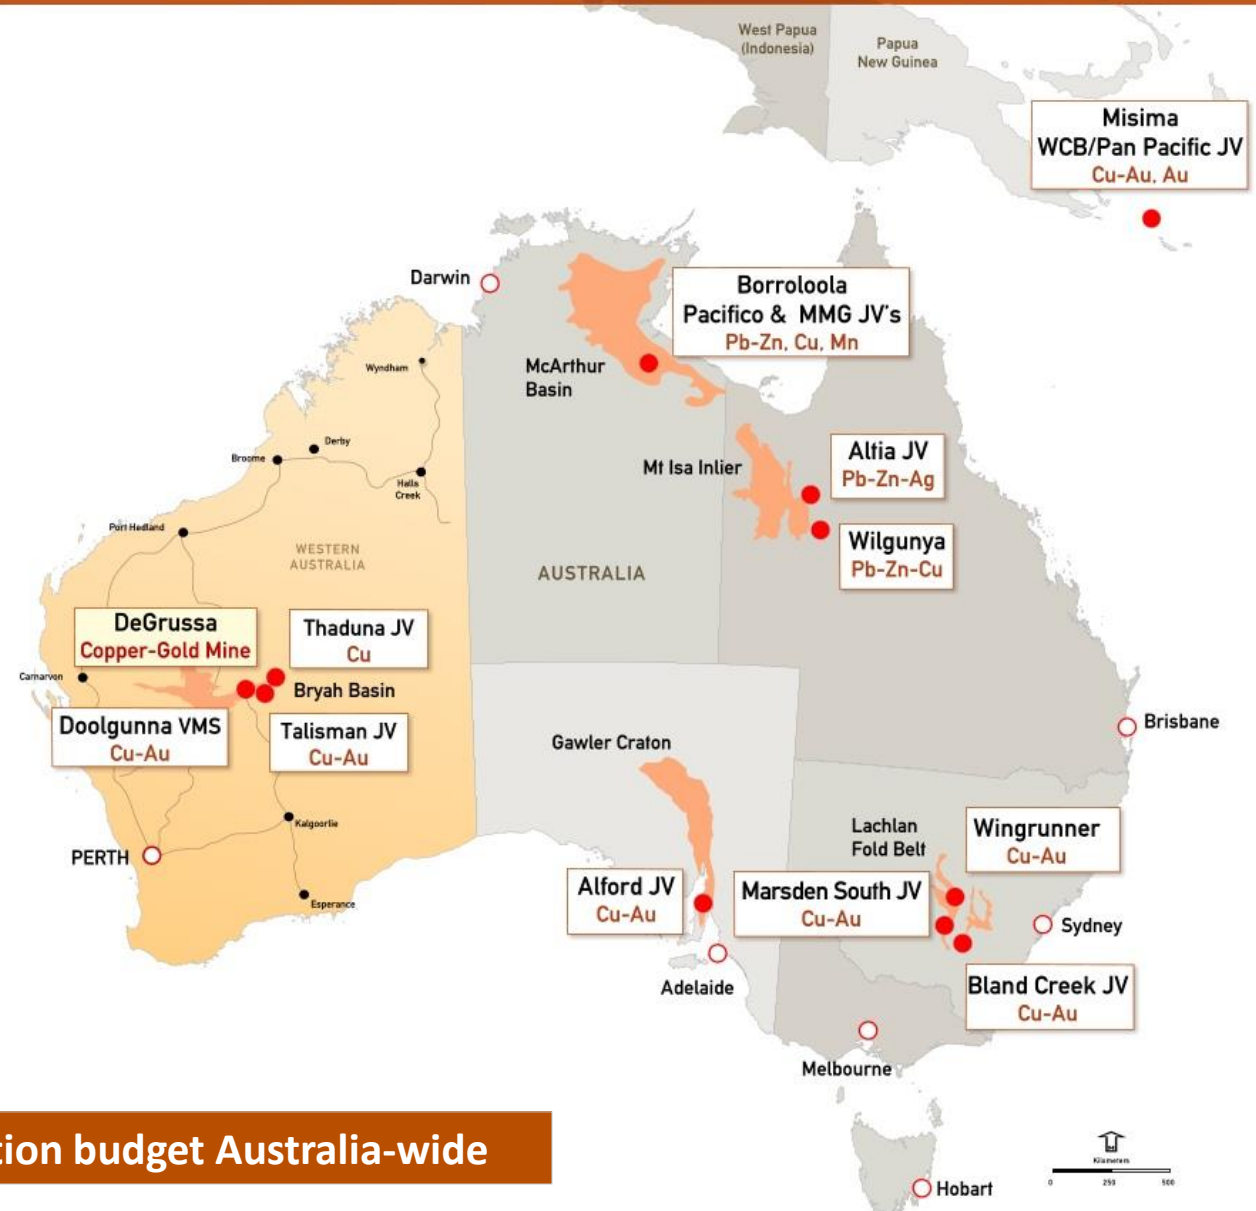 West Papua
(Indonesia)
Papua
New Guinea
Misima
WCB/Pan Pacific JV
Cu-Au, Au
Darwin
Borroloola
Pacifico & MMG JV's
Pb-Zn, Cu, Mn
McArthur
Basin
Wyndham
Derby
Broome
Halls
Creek
Mt Isa Inlier
Altia JV
Pb-Zn-Ag
Port Hedland
WESTERN
AUSTRALIA
AUSTRALIA
Wilgunya
Pb-Zn-Cu
DeGrussa
Copper-Gold Mine
Thaduna JV
Cu
Carnarvon
Bryah Basin
Doolgunna VMS
Cu-Au
Talisman JV
Cu-Au
Brisbane
Gawler Craton
Kalgoorlie
PERTH
Lachlan
Fold Belt
Wingrunner
Cu-Au
Esperance
Alford JV
Cu-Au
Marsden South JV
Cu-Au
Sydney
Adelaide
Bland Creek JV
Cu-Au
Melbourne
budget Australia-wide
Kilometers
0 250 500
Hobart